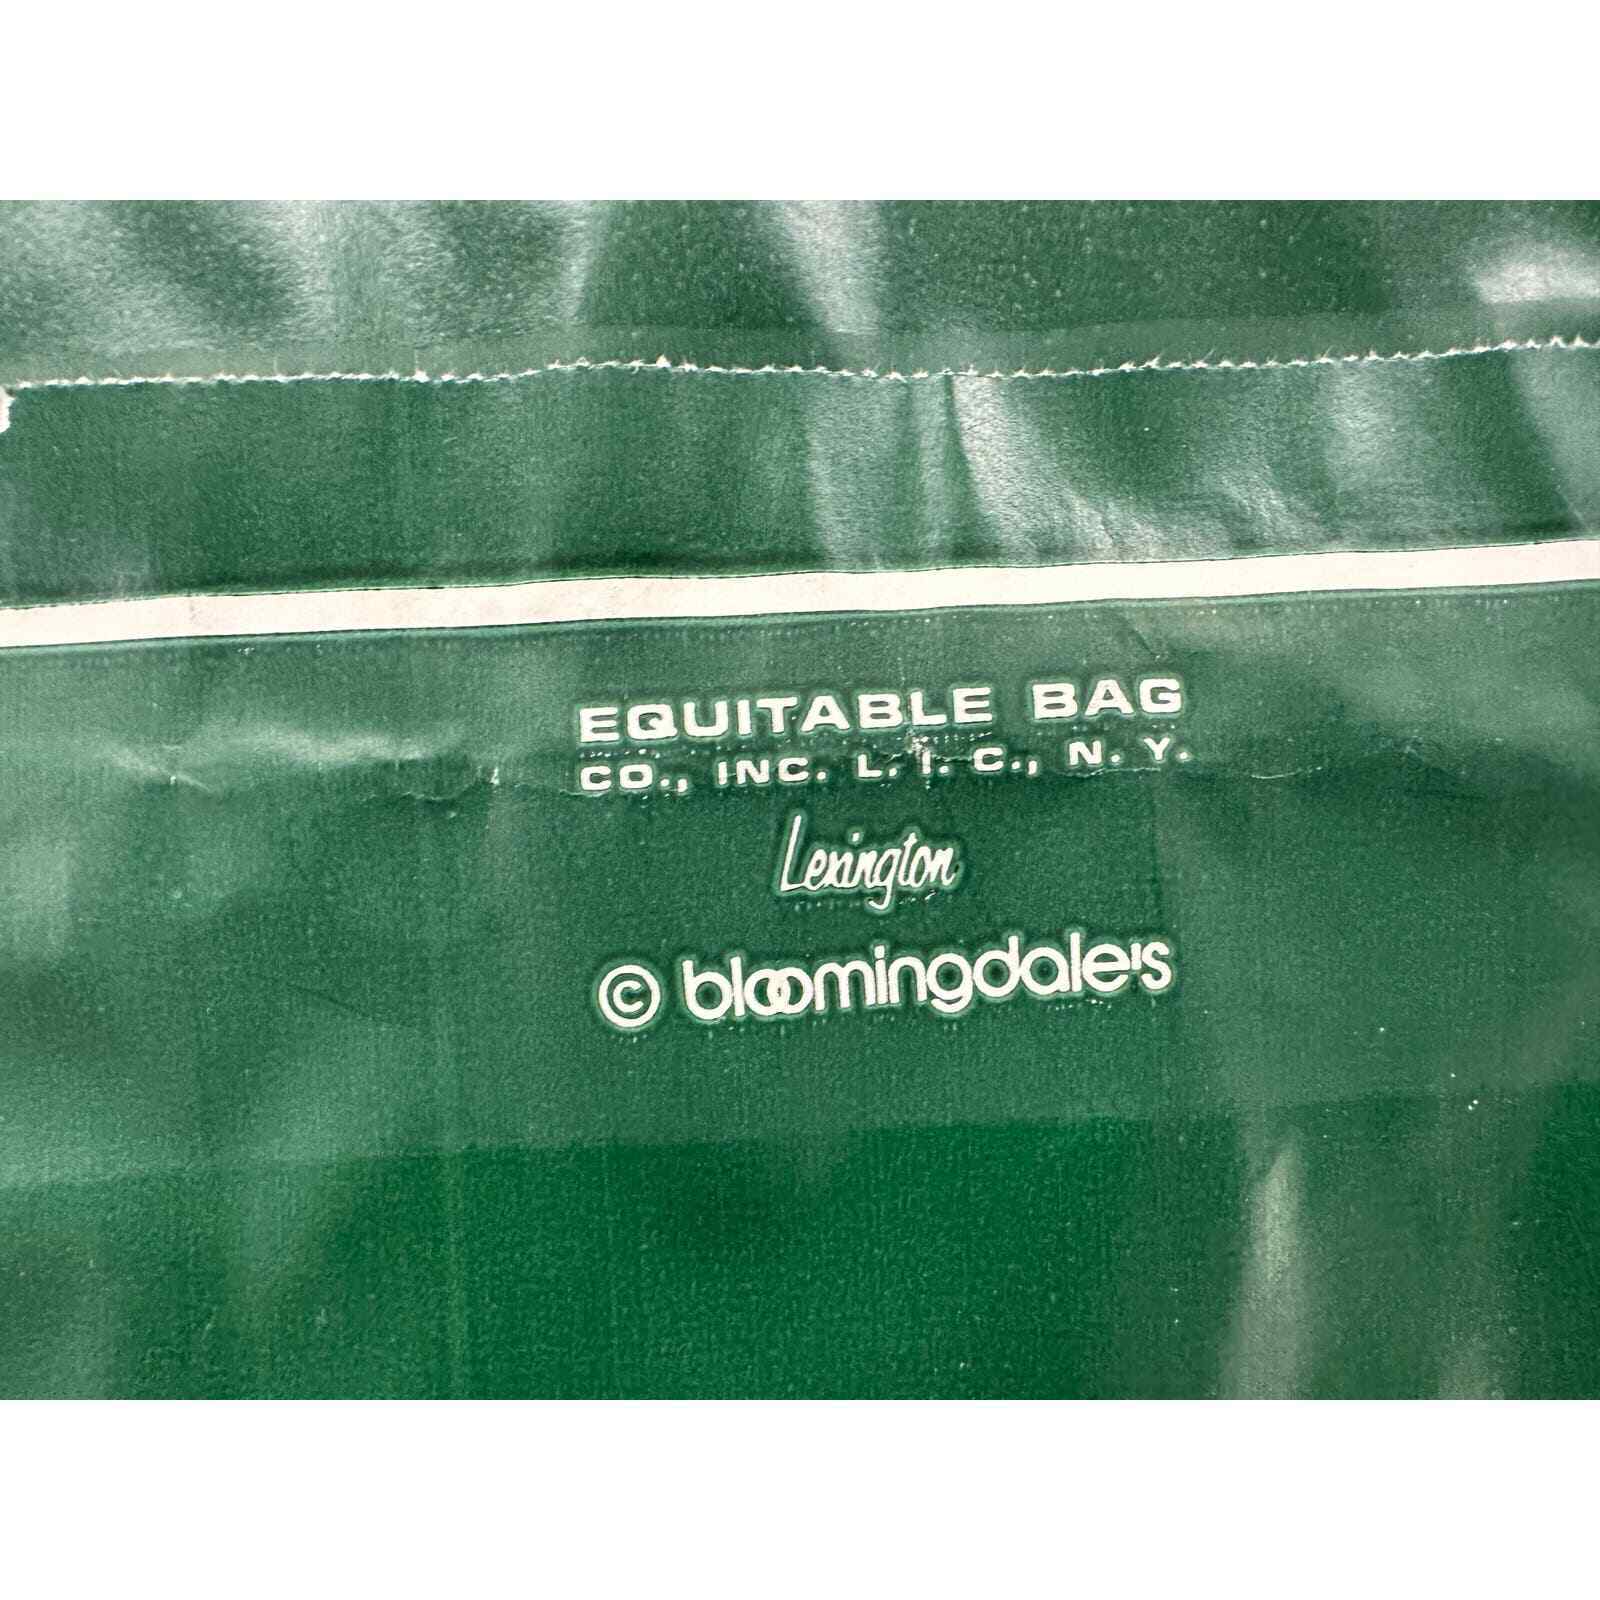 EQUITABLE BAG
CO., INC. L. I. C., N. Y.
Lexington
© bloomingdale's